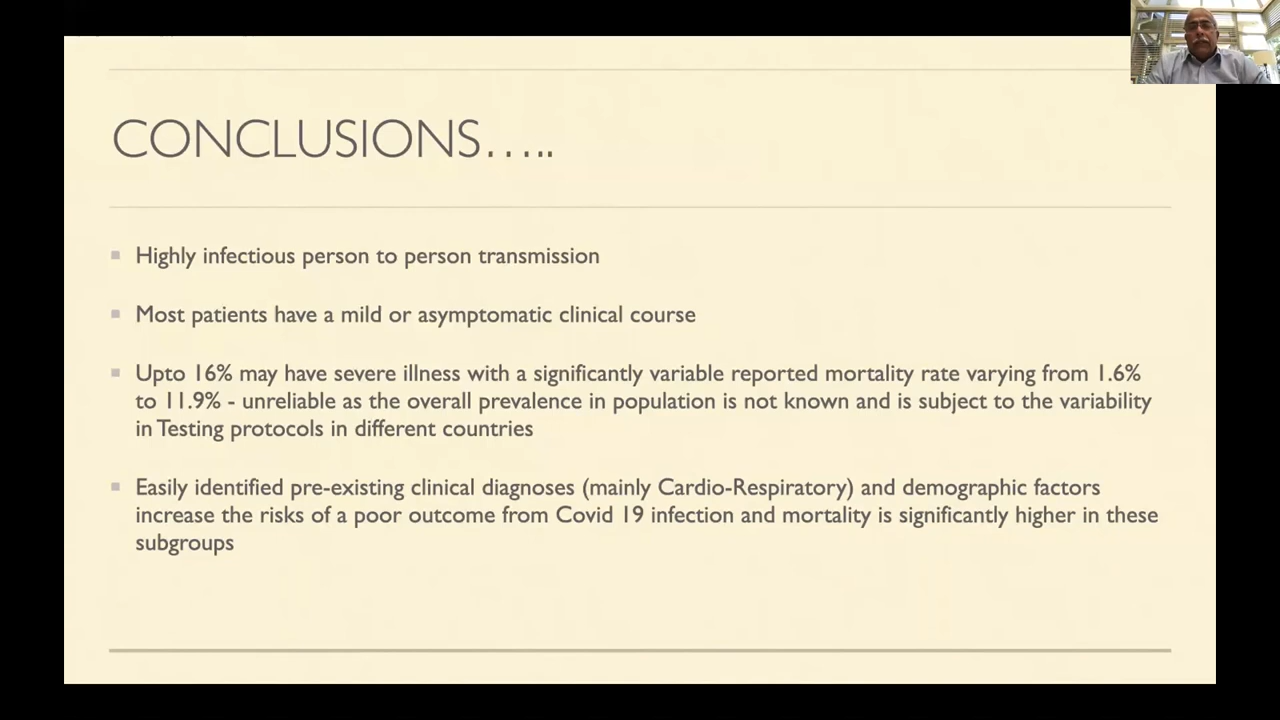 CONCLUSIONS.....
Highly infectious person to person transmission
Most patients have a mild or asymptomatic clinical course
Upto 16% may have severe illness with a significantly variable reported mortality rate varying from 1.6%
to 11.9% - unreliable as the overall prevalence in population is not known and is subject to the variability
in Testing protocols in different countries
Easily identified pre-existing clinical diagnoses (mainly Cardio-Respiratory) and demographic factors
increase the risks of a poor outcome from Covid 19 infection and mortality is significantly higher in these
subgroups